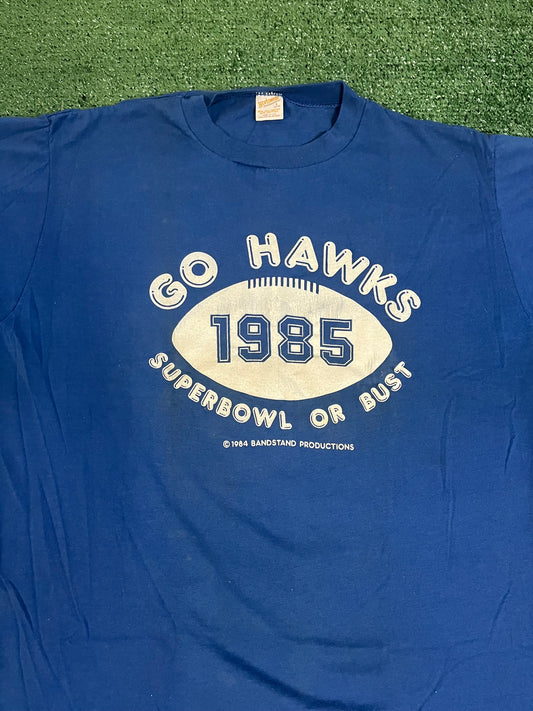 GO HAWKS
1985
SUPERBOWL OR BUST
© 1984 BANDSTAND PRODUCTIONS